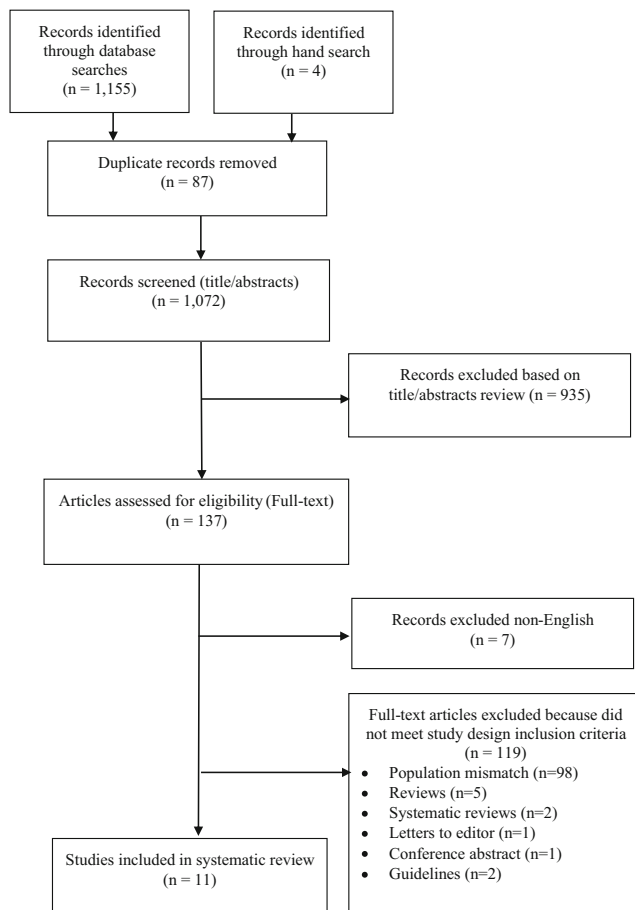 Records identified
through database
searches
(n = 1,155)
Records identified
through hand search
(n = 4)
Duplicate records removed
(n = 87)
Records screened (title/abstracts)
(n = 1,072)
Records excluded based on
title/abstracts review (n = 935)
Articles assessed for eligibility (Full-text)
(n = 137)
Records excluded non-English
(n = 7)
Full-text articles excluded because did
not meet study design inclusion criteria
(n = 119)
• Population mismatch (n=98)
• Reviews (n=5)
• Systematic reviews (n=2)
• Letters to editor (n=1)
• Conference abstract (n=1)
• Guidelines (n=2)
Studies included in systematic review
(n = 11)